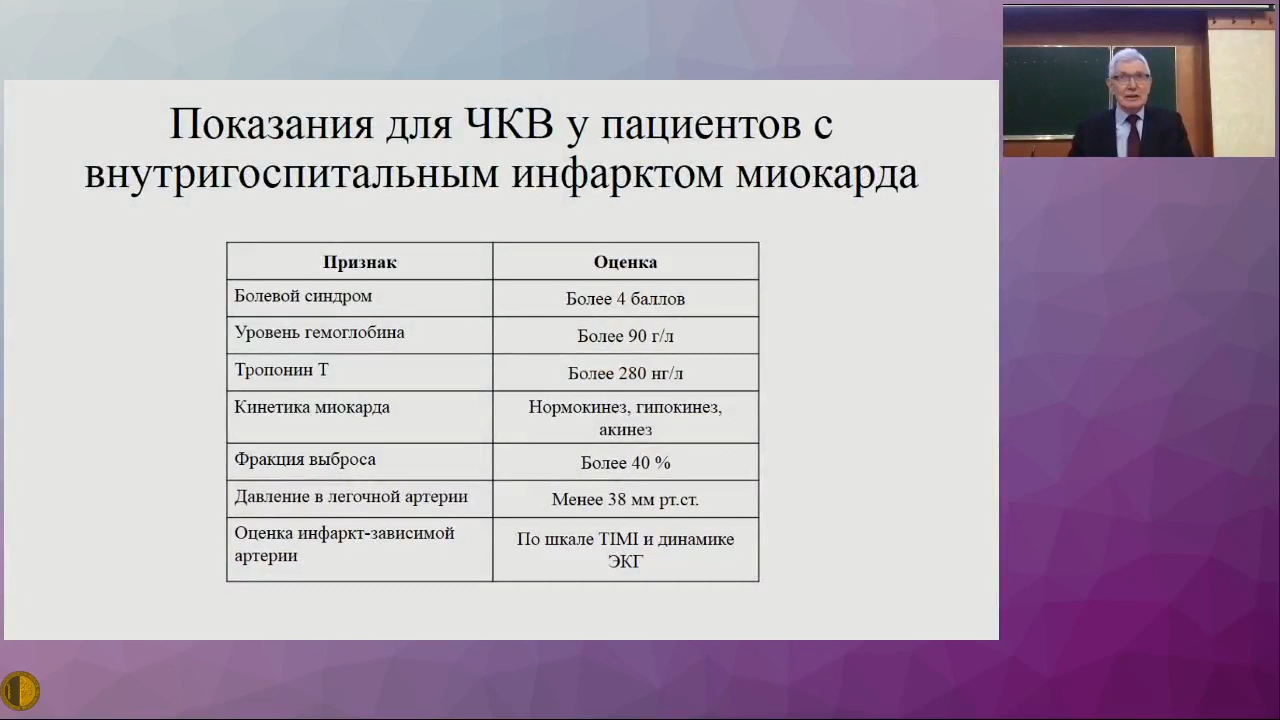 Показания для ЧКВ у пациентов с
внутригоспитальным инфарктом миокарда
Признак
Оценка
Болевой синдром
Более 4 баллов
Уровень гемоглобина
Более 90 г/л
Тропонин Т
Более 280 нг/л
Кинетика миокарда
Нормокинез, гипокинез,
акинез
Фракция выброса
Более 40 %
Давление в легочной артерии
Менее 38 мм рт.ст.
Оценка инфаркт-зависимой
артерии
По шкале TIMI и динамике
ЭКГ